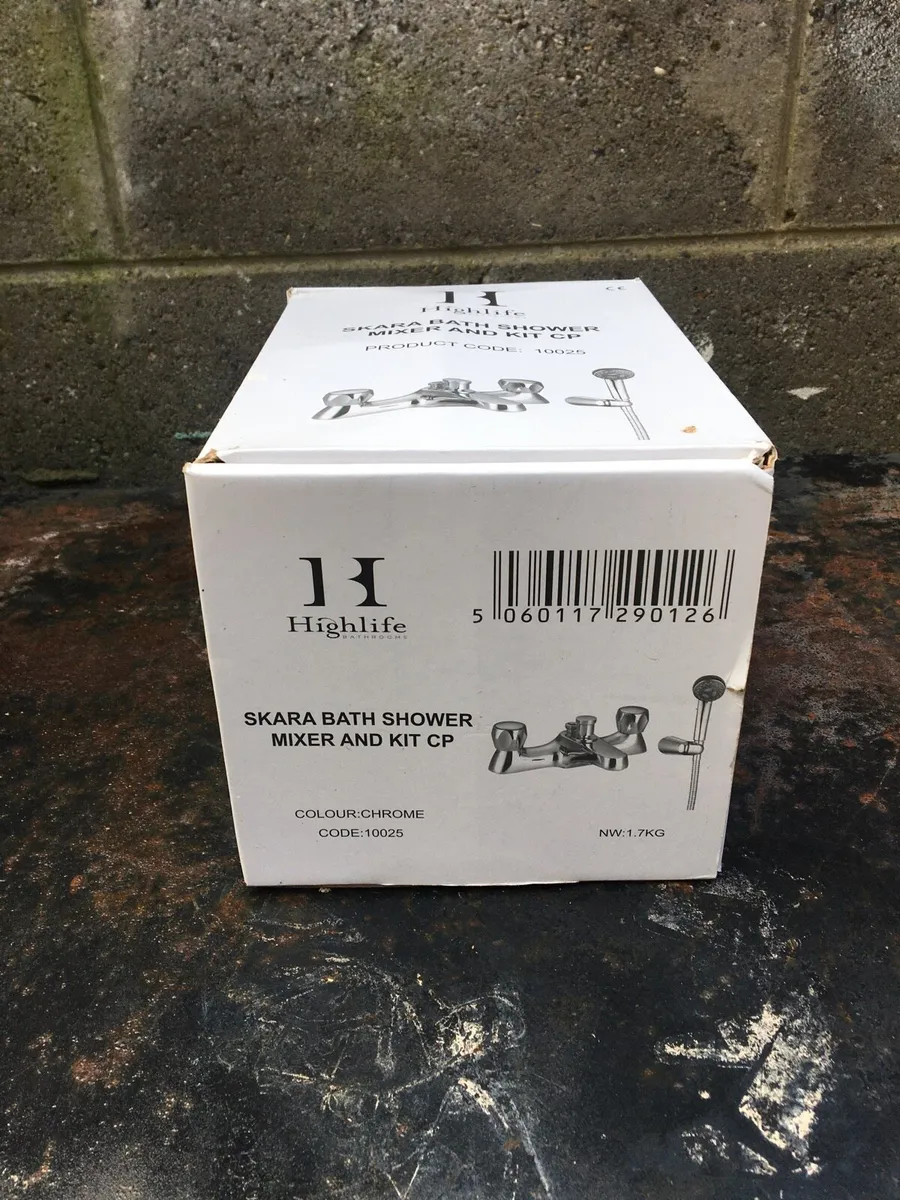 Highlife
CE
SKARA BATH SHOWER
MIXER AND KIT CP
PRODUCT CODE: 10025
H
Highlife
BATHROOMS
5 060117 290126
SKARA BATH SHOWER
MIXER AND KIT CP
COLOUR:CHROME
CODE:10025
NW:1.7KG